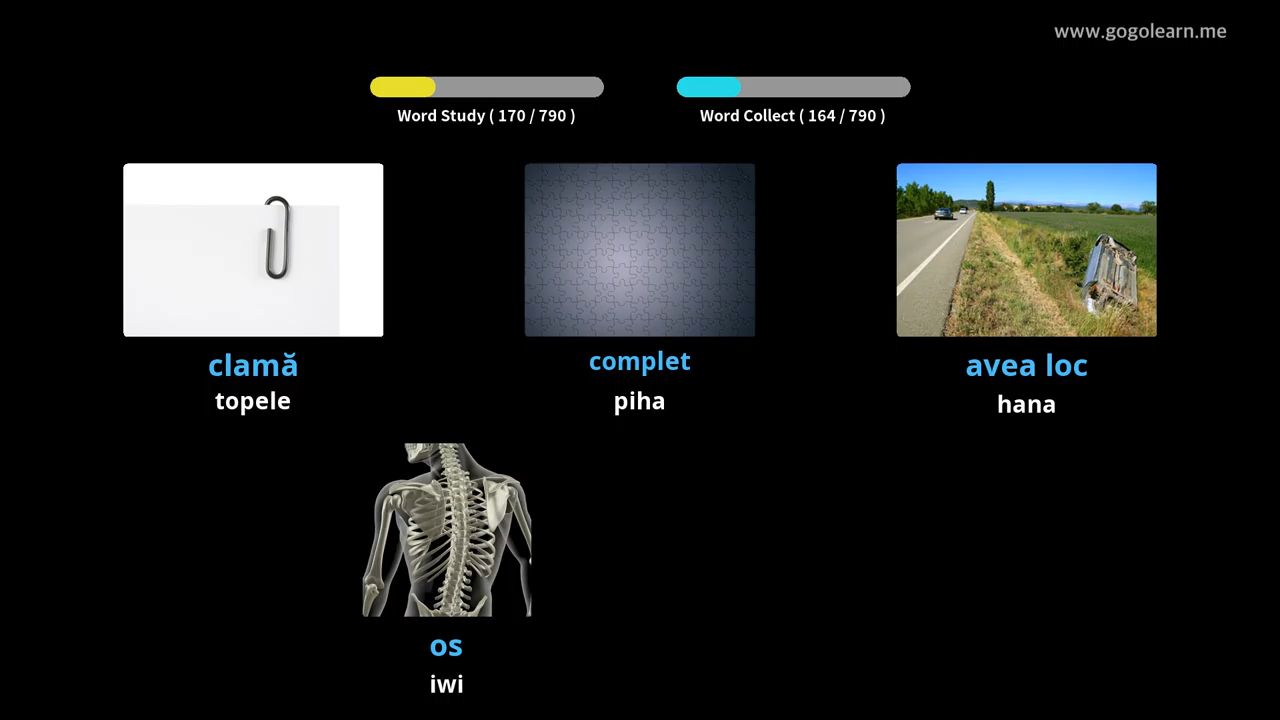 www.gogolearn.me
Word Study ( 170 / 790 )
Word Collect ( 164 / 790 )
clamă
topele
complet
piha
avea loc
hana
os
iwi